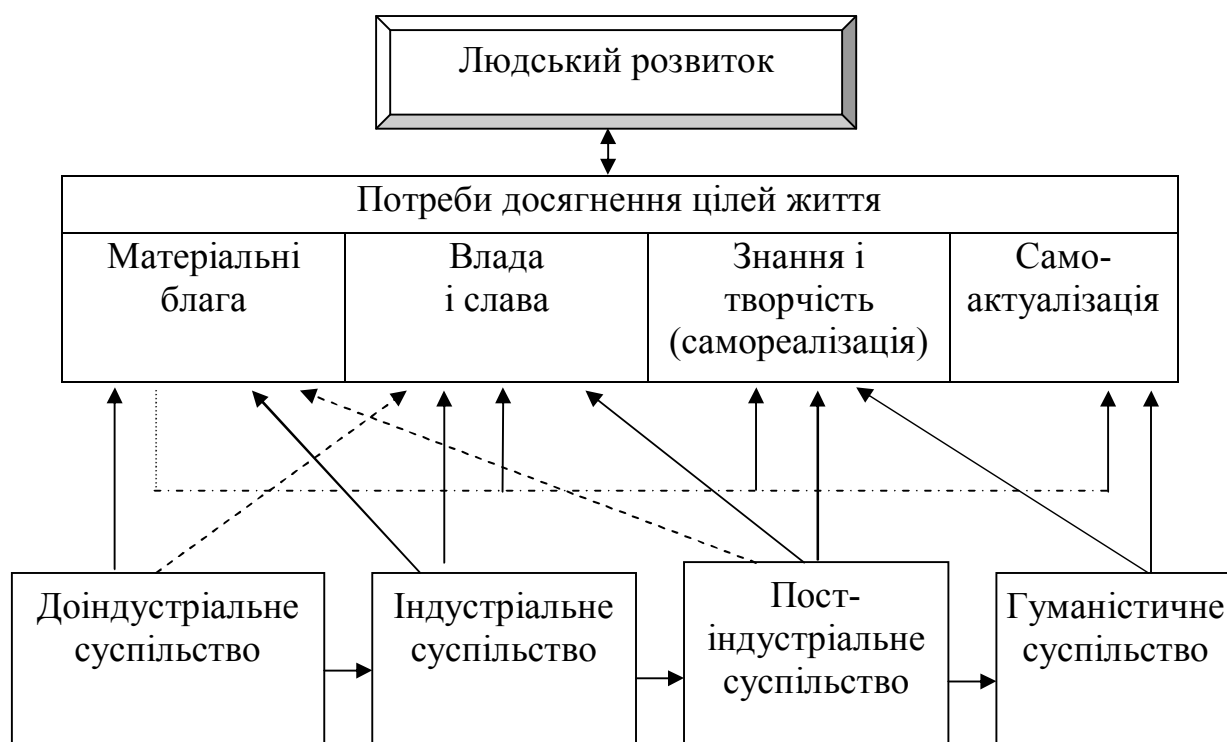 Людський розвиток
Потреби досягнення цілей життя
Матеріальні
блага
Влада
і слава
Знання і
творчість
(самореалізація)
Само-
актуалізація
Доіндустріальне
суспільство
Індустріальне
суспільство
Пост-
індустріальне
суспільство
Гуманістичне
суспільство